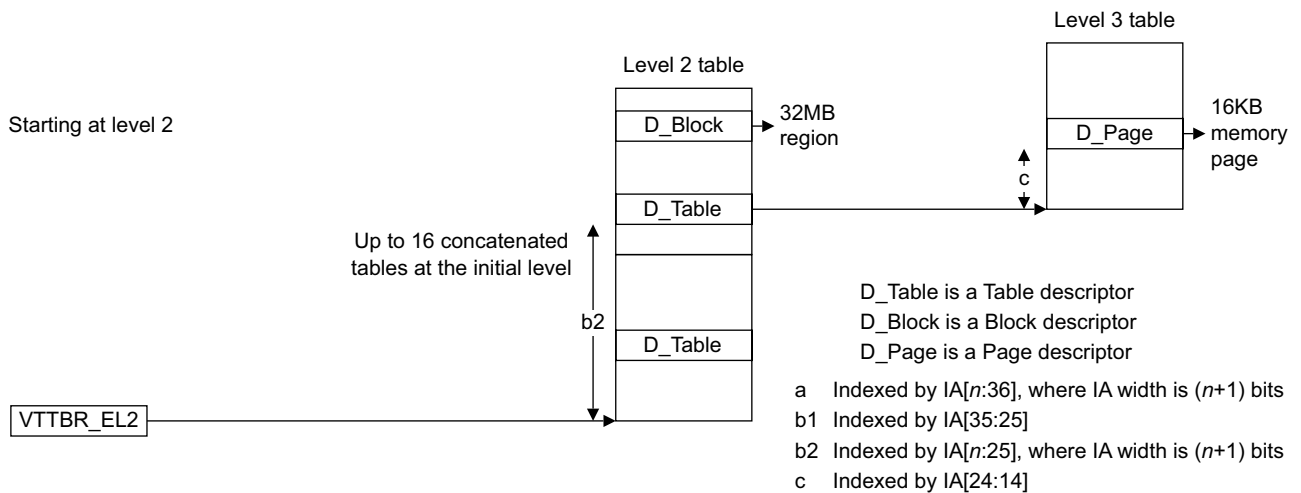 Level 3 table
Level 2 table
Starting at level 2
D_Block
32MB
region
D_Page
16KB
memory
page
c
D_Table
Up to 16 concatenated
tables at the initial level
b2
D_Table
VTTBR_EL2
D_Table is a Table descriptor
D_Block is a Block descriptor
D_Page is a Page descriptor
a Indexed by IA[n:36], where IA width is (n+1) bits
b1 Indexed by IA[35:25]
b2 Indexed by IA[n:25], where IA width is (n+1) bits
c Indexed by IA[24:14]